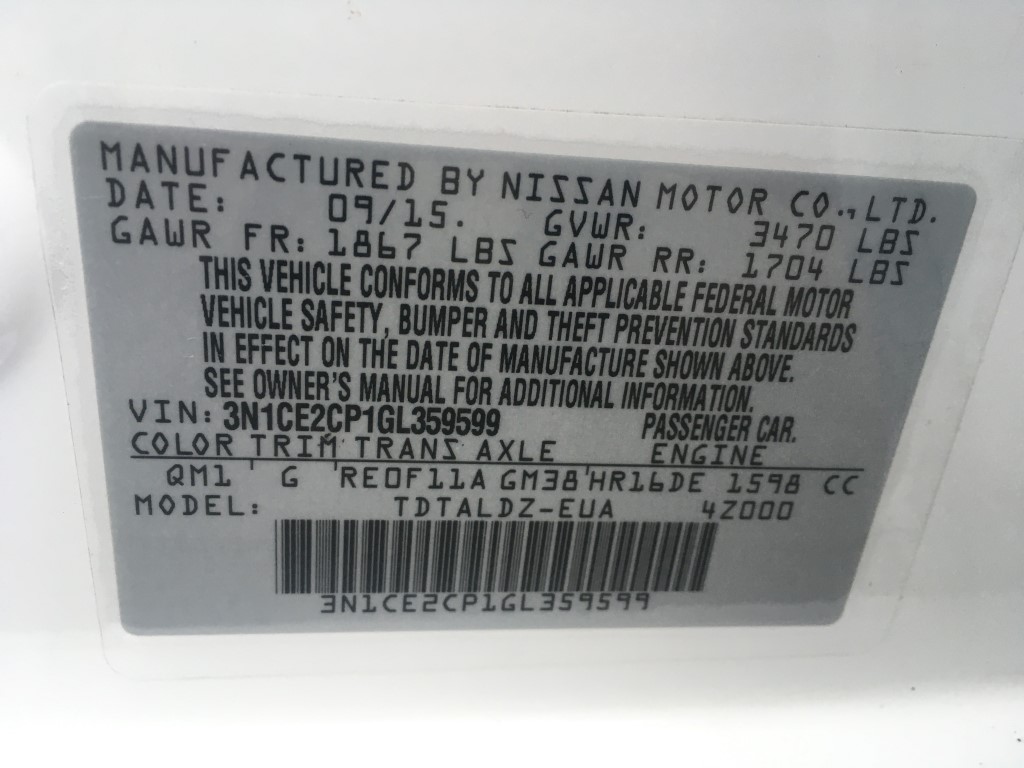 MANUFACTURED BY NISSAN MOTOR CO.,LTD.
DATE: 09/15. GVWR: 3470 LBS
GAWR FR: 1867 LBS GAWR RR: 1704 LBS
THIS VEHICLE CONFORMS TO ALL APPLICABLE FEDERAL MOTOR
VEHICLE SAFETY, BUMPER AND THEFT PREVENTION STANDARDS
IN EFFECT ON THE DATE OF MANUFACTURE SHOWN ABOVE.
SEE OWNER'S MANUAL FOR ADDITIONAL INFORMATION.
VIN: 3N1CE2CP1GL359599 PASSENGER CAR.
COLOR TRIM TRANS AXLE ENGINE
QM1 ' G ' RE0F11A GM38 ' HR16DE 1598 CC
MODEL: TDTALDZ-EUA 4Z000
3N1CE2CP1GL359599